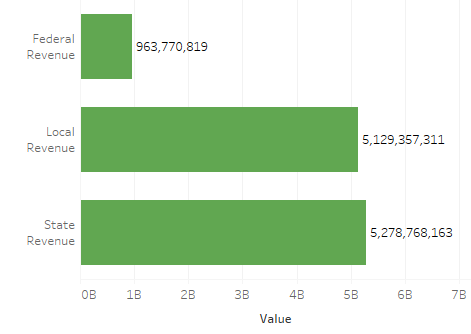 Federal
Revenue
963,770,819
Local
Revenue
5,129,357,311
State
Revenue
5,278,768,163
0B 1B 2B 3B 4B 5B 6B 7B
Value